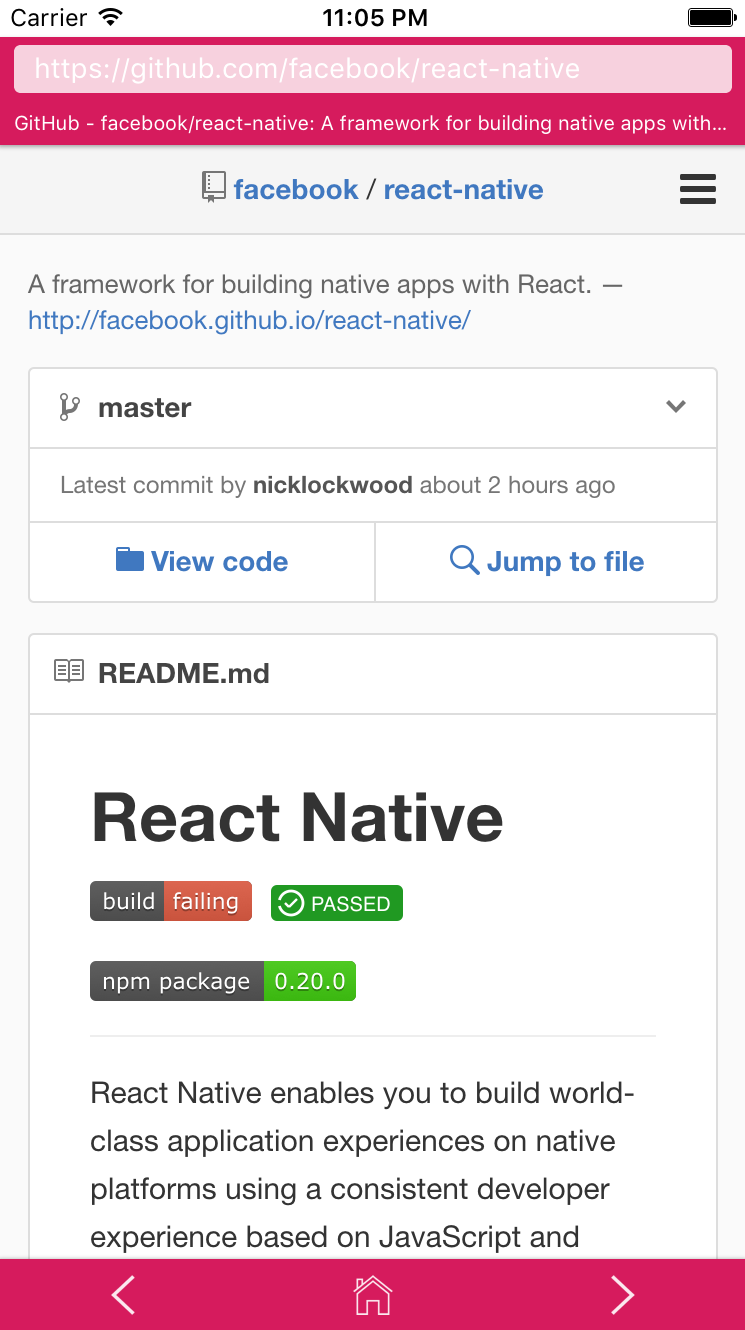 Carrier 11:05 PM
https://github.com/facebook/react-native
GitHub - facebook/react-native: A framework for building native apps with...
facebook / react-native
A framework for building native apps with React. —
http://facebook.github.io/react-native/
master
Latest commit by nicklockwood about 2 hours ago
View code Jump to file
README.md
React Native
build failing PASSED
npm package 0.20.0
React Native enables you to build world-
class application experiences on native
platforms using a consistent developer
experience based on JavaScript and